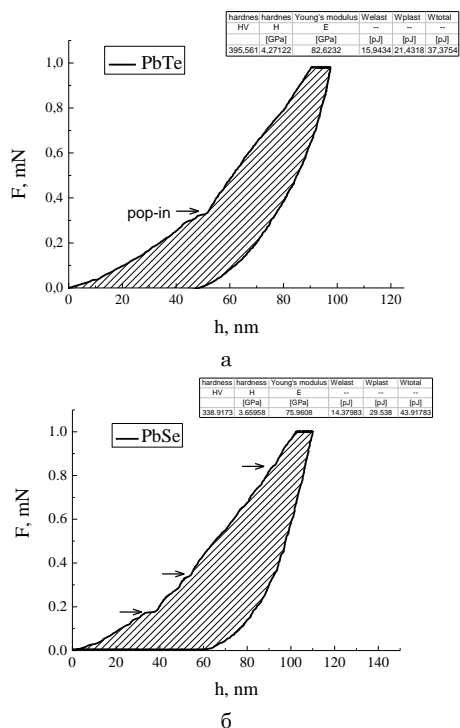 hardnes hardness Young's modulus Welast Wplast Wtotal
HV H E -- -- --
[GPa] [GPa] [pJ] [pJ] [pJ]
395,561 4,27122 82,6232 15,9434 21,4318 37,3754
PbTe
1,0
0,8
0,6
0,4
0,2
0,0
F, mN
pop-in
0 20 40 60 80 100 120
h, nm
а
hardness hardness Young's modulus Welast Wplast Wtotal
HV H E -- -- --
[GPa] [GPa] [pJ] [pJ] [pJ]
338.9173 3.65958 75.9608 14.37983 29.538 43.91783
PbSe
1.0
0.8
0.6
0.4
0.2
0.0
F, mN
0 20 40 60 80 100 120 140
h, nm
б